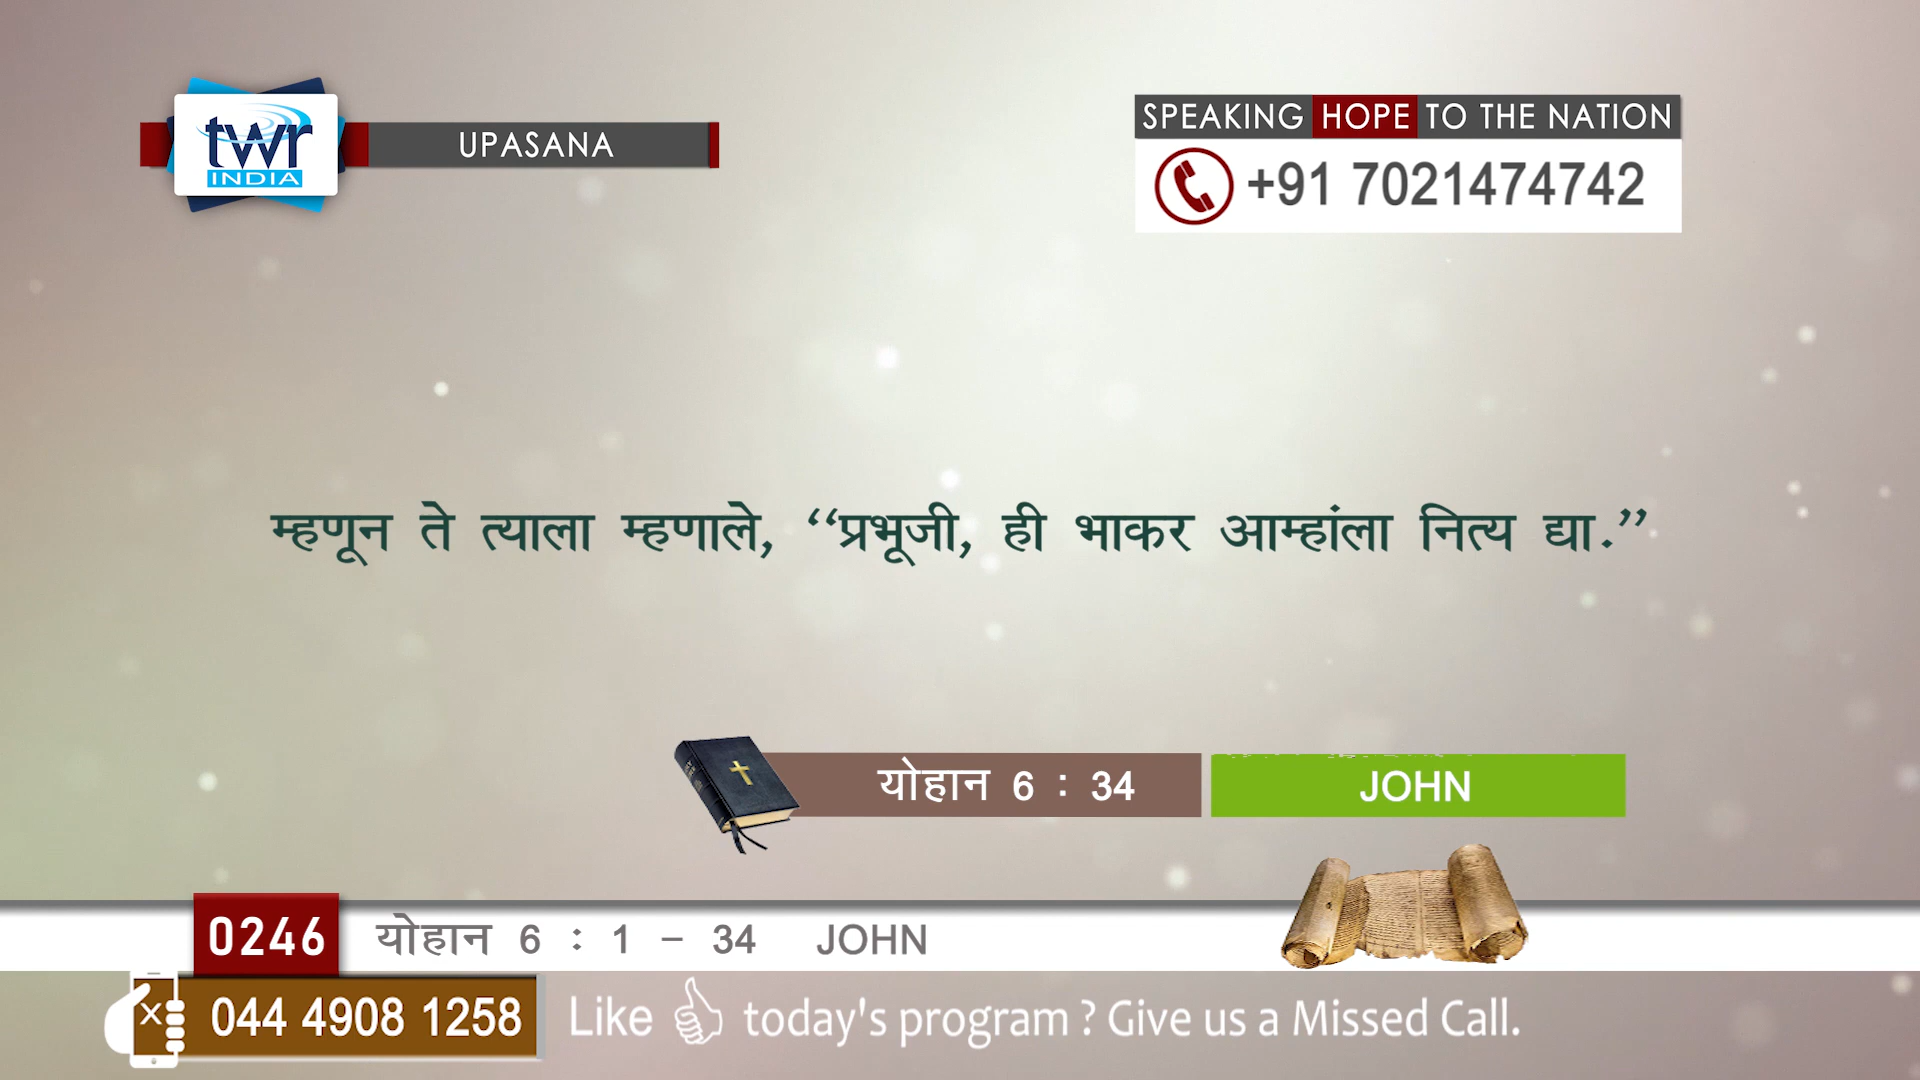 twr
INDIA
UPASANA
SPEAKING HOPE TO THE NATION
+91 7021474742
म्हणून ते त्याला म्हणाले, “प्रभूजी, ही भाकर आम्हांला नित्य द्या.”
योहान 6 : 34
JOHN
0246 योहान 6 : 1 - 34 JOHN
044 4908 1258 Like today's program ? Give us a Missed Call.